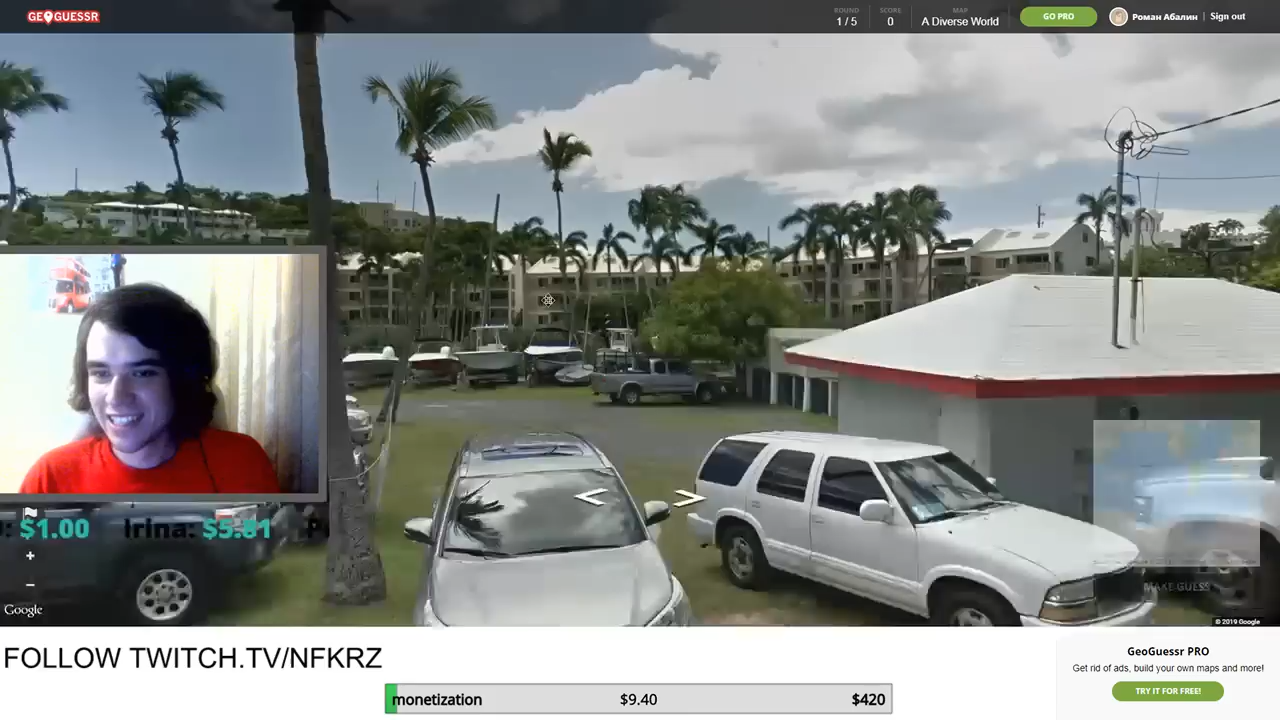 GEOGUESSR
ROUND
1 / 5
SCORE
0
MAP
A Diverse World
GO PRO
Роман Абалин
Sign out
$1.00 Irina: $5.81
Google
MAKE GUESS
© 2019 Google
FOLLOW TWITCH.TV/NFKRZ
monetization $9.40 $420
GeoGuessr PRO
Get rid of ads, build your own maps and more!
TRY IT FOR FREE!